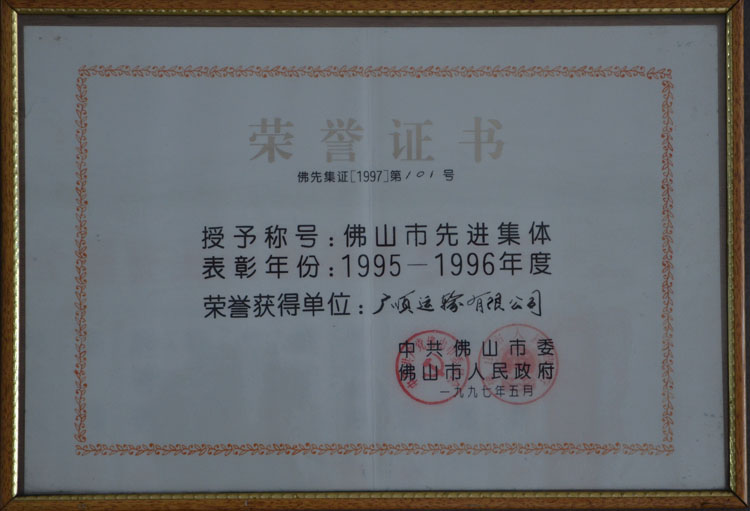 荣誉证书
佛先集证[1997]第101号
授予称号:佛山市先进集体
表彰年份:1995—1996年度
荣誉获得单位:广顺运输有限公司
中共佛山市委
佛山市人民政府
一九九七年五月